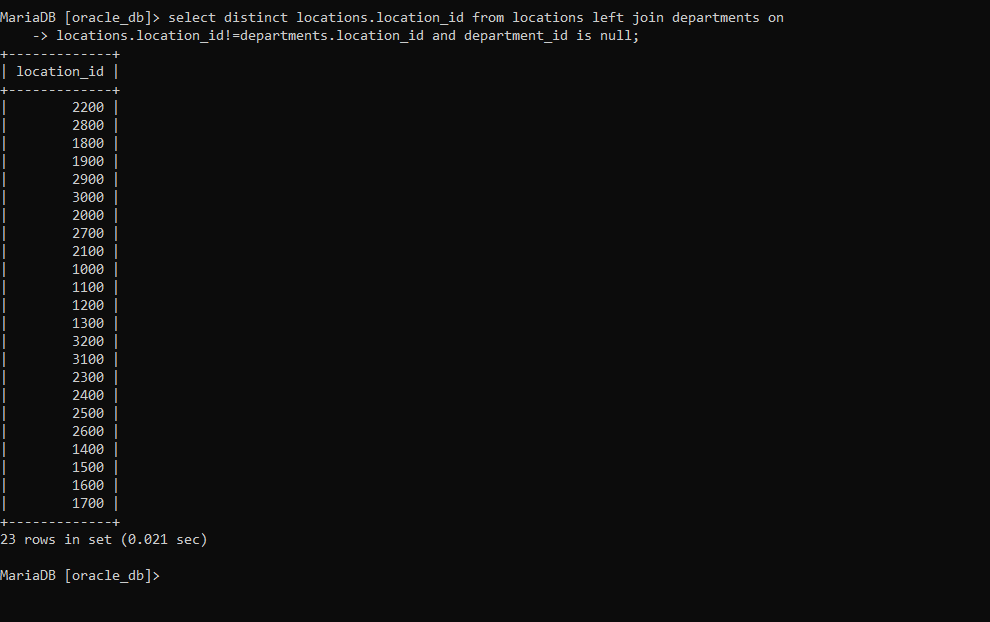 MariaDB [oracle_db]> select distinct locations.location_id from locations left join departments on
    -> locations.location_id!=departments.location_id and department_id is null;
+-------------+
| location_id |
+-------------+
|        2200 |
|        2800 |
|        1800 |
|        1900 |
|        2900 |
|        3000 |
|        2000 |
|        2700 |
|        2100 |
|        1000 |
|        1100 |
|        1200 |
|        1300 |
|        3200 |
|        3100 |
|        2300 |
|        2400 |
|        2500 |
|        2600 |
|        1400 |
|        1500 |
|        1600 |
|        1700 |
+-------------+
23 rows in set (0.021 sec)
MariaDB [oracle_db]>